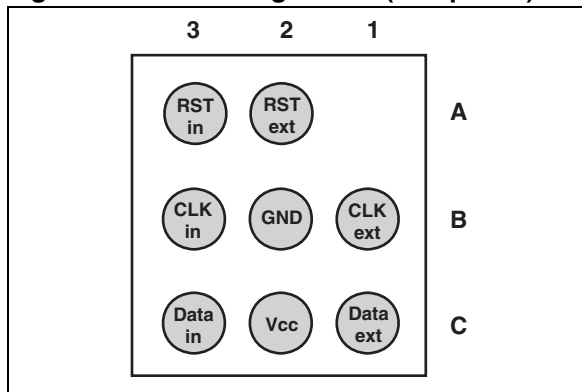 3 2 1
RST in RST ext A
CLK in GND CLK ext B
Data in Vcc Data ext C